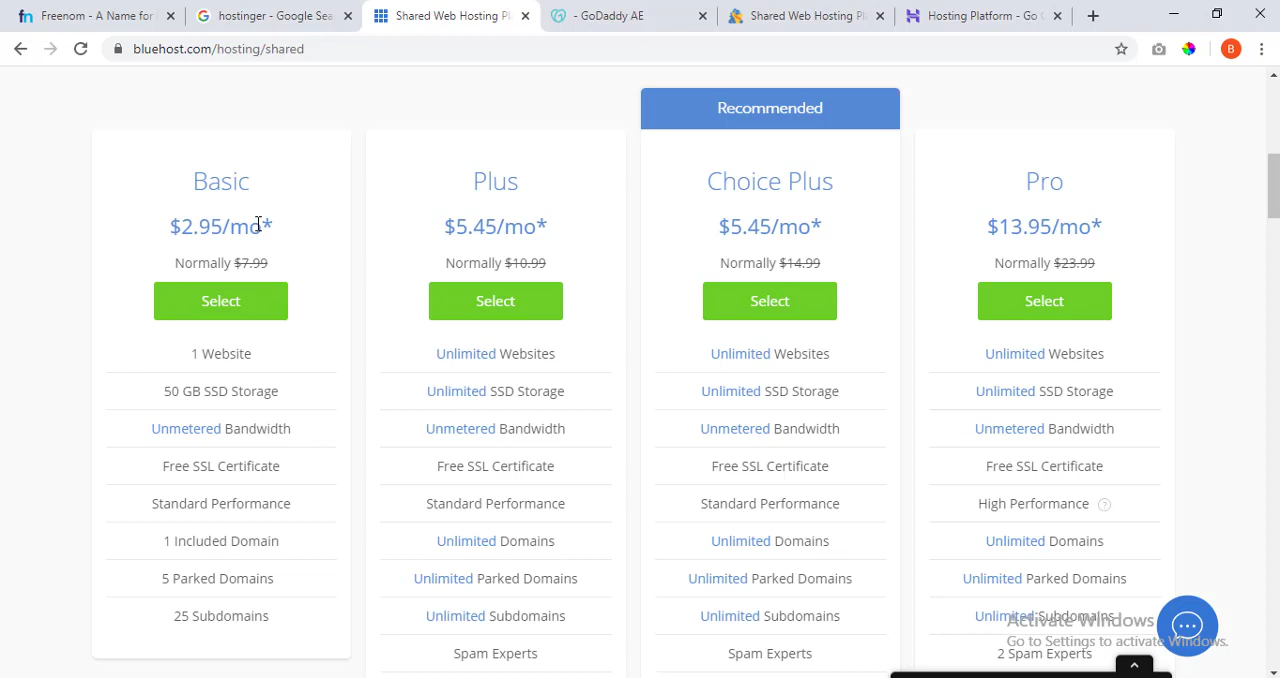 Freenom - A Name for
hostinger - Google Sea
Shared Web Hosting Pl
- GoDaddy AE
Shared Web Hosting Pl
Hosting Platform - Go
bluehost.com/hosting/shared
B
Recommended
Basic
$2.95/mo*
Normally $7.99
Select
1 Website
50 GB SSD Storage
Unmetered Bandwidth
Free SSL Certificate
Standard Performance
1 Included Domain
5 Parked Domains
25 Subdomains
Plus
$5.45/mo*
Normally $10.99
Select
Unlimited Websites
Unlimited SSD Storage
Unmetered Bandwidth
Free SSL Certificate
Standard Performance
Unlimited Domains
Unlimited Parked Domains
Unlimited Subdomains
Spam Experts
Choice Plus
$5.45/mo*
Normally $14.99
Select
Unlimited Websites
Unlimited SSD Storage
Unmetered Bandwidth
Free SSL Certificate
Standard Performance
Unlimited Domains
Unlimited Parked Domains
Unlimited Subdomains
Spam Experts
Pro
$13.95/mo*
Normally $23.99
Select
Unlimited Websites
Unlimited SSD Storage
Unmetered Bandwidth
Free SSL Certificate
High Performance ?
Unlimited Domains
Unlimited Parked Domains
Unlimited Subdomains
2 Spam Experts
Activate Windows
Go to Settings to activate Windows.